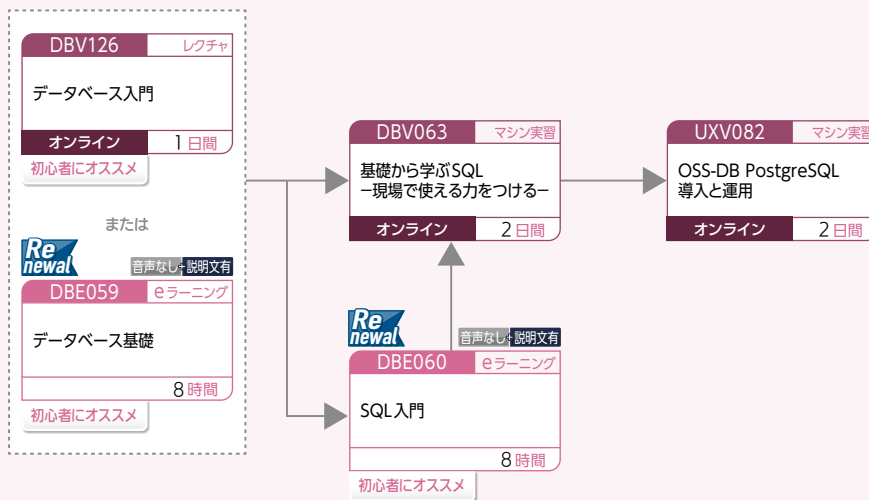 DBV126 レクチャ
データベース入門
オンライン 1日間
初心者にオススメ
または
Re newal
音声なし+説明文有
DBE059 eラーニング
データベース基礎
8時間
初心者にオススメ
DBV063 マシン実習
基礎から学ぶSQL
−現場で使える力をつける−
オンライン 2日間
Re newal
音声なし+説明文有
DBE060 eラーニング
SQL入門
8時間
初心者にオススメ
UXV082 マシン実習
OSS-DB PostgreSQL
導入と運用
オンライン 2日間